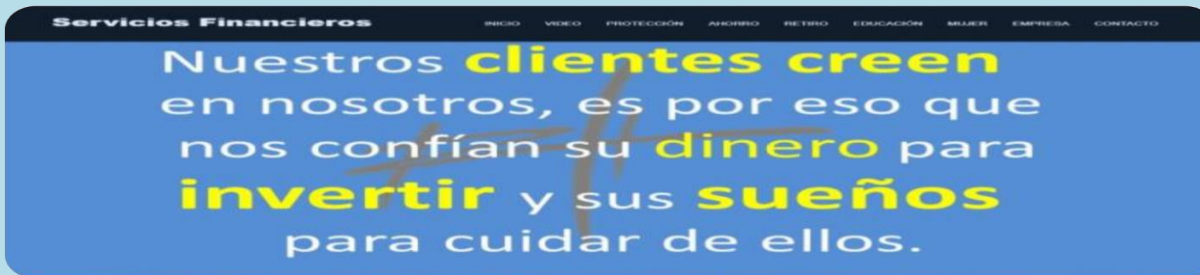 Servicios Financieros
INICIO VIDEO PROTECCIÓN AHORRO RETIRO EDUCACIÓN MUJER EMPRESA CONTACTO
Nuestros clientes creen
en nosotros, es por eso que
nos confían su dinero para
invertir y sus sueños
para cuidar de ellos.